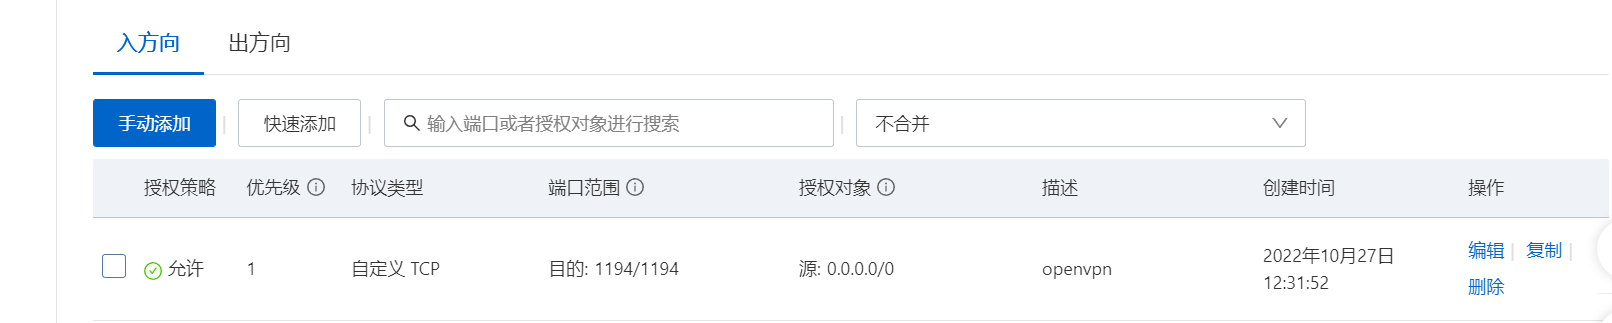 入方向 出方向
手动添加 快速添加 输入端口或者授权对象进行搜索 不合并
授权策略 优先级 协议类型 端口范围 授权对象 描述 创建时间 操作
允许 1 自定义 TCP 目的: 1194/1194 源: 0.0.0.0/0 openvpn 2022年10月27日 编辑 复制
12:31:52 删除